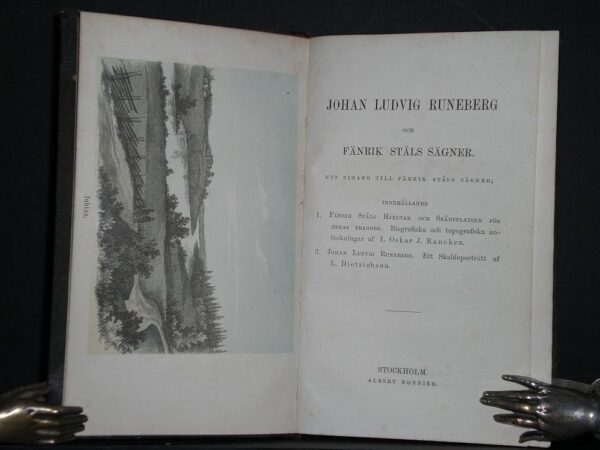 Jutas.
JOHAN LUDVIG RUNEBERG
OCH
FÄNRIK STÅLS SÄGNER.
ETT BIHANG TILL FÄNRIK STÅLS SÄGNER,
INNEHÅLLANDE
1. FÄNRIK STÅLS HJELTAR OCH SKÅDEPLATSEN FÖR
DERAS BRAGDER. Biografiska och topografiska an-
teckningar af I. Oskar J. Rancken.
2. JOHAN LUDVIG RUNEBERG. Ett Skaldeporträtt af
L. Dietrichson.
STOCKHOLM.
ALBERT BONNIER.